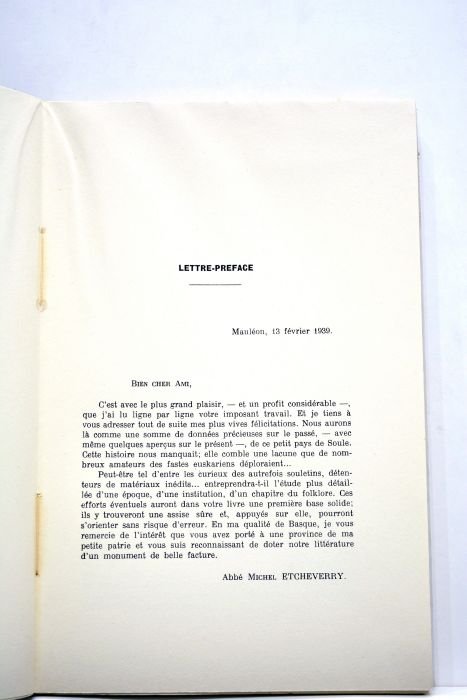 LETTRE-PREFACE
Mauléon, 13 février 1939.
BIEN CHER AMI,
C'est avec le plus grand plaisir, — et un profit considérable —,
que j'ai lu ligne par ligne votre imposant travail. Et je tiens à
vous adresser tout de suite mes plus vives félicitations. Nous aurons
là comme une somme de données précieuses sur le passé, — avec
même quelques aperçus sur le présent —, de ce petit pays de Soule.
Cette histoire nous manquait; elle comble une lacune que de nom-
breux amateurs des fastes euskariens déploraient...
Peut-être tel d'entre les curieux des autrefois souletins, déten-
teurs de matériaux inédits... entreprendra-t-il l'étude plus détail-
lée d'une époque, d'une institution, d'un chapitre du folklore. Ces
efforts éventuels auront dans votre livre une première base solide;
ils y trouveront une assise sûre et, appuyés sur elle, pourront
s'orienter sans risque d'erreur. En ma qualité de Basque, je vous
remercie de l'intérêt que vous avez porté à une province de ma
petite patrie et vous suis reconnaissant de doter notre littérature
d'un monument de belle facture.
Abbé MICHEL ETCHEVERRY.